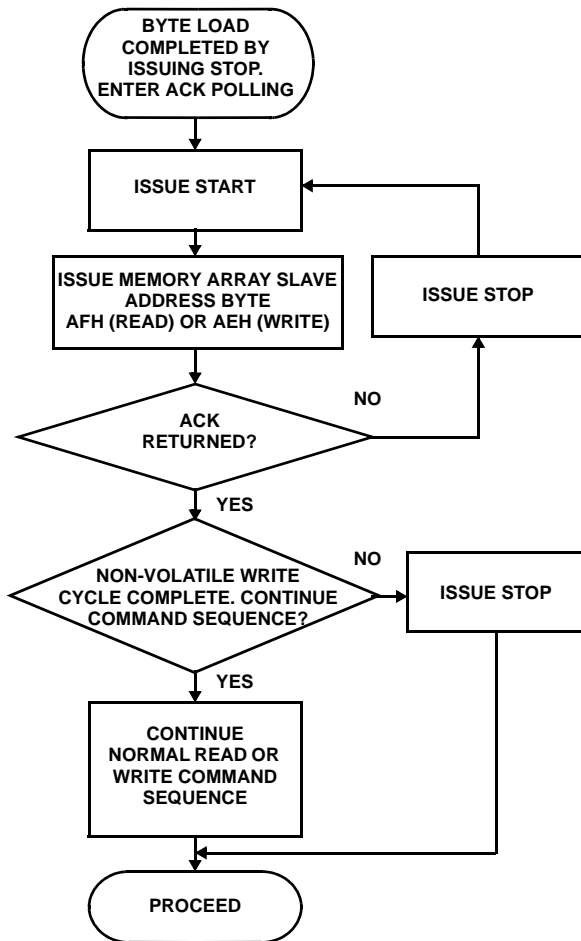 BYTE LOAD
COMPLETED BY
ISSUING STOP.
ENTER ACK POLLING
ISSUE START
ISSUE MEMORY ARRAY SLAVE
ADDRESS BYTE
AFH (READ) OR AEH (WRITE)
ISSUE STOP
ACK
RETURNED?
NO
YES
NON-VOLATILE WRITE
CYCLE COMPLETE. CONTINUE
COMMAND SEQUENCE?
NO
ISSUE STOP
YES
CONTINUE
NORMAL READ OR
WRITE COMMAND
SEQUENCE
PROCEED